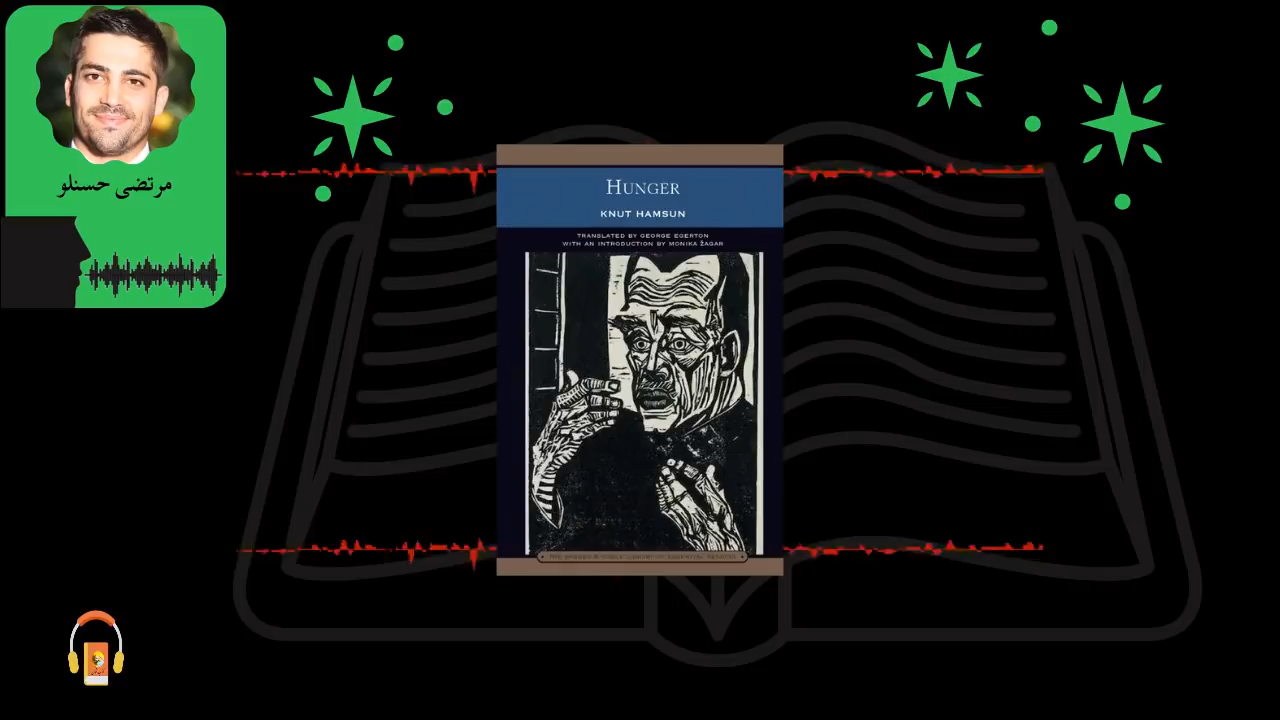 مرتضی حسنلو
HUNGER
KNUT HAMSUN
TRANSLATED BY GEORGE EGERTON
WITH AN INTRODUCTION BY MONIKA ŽAGAR